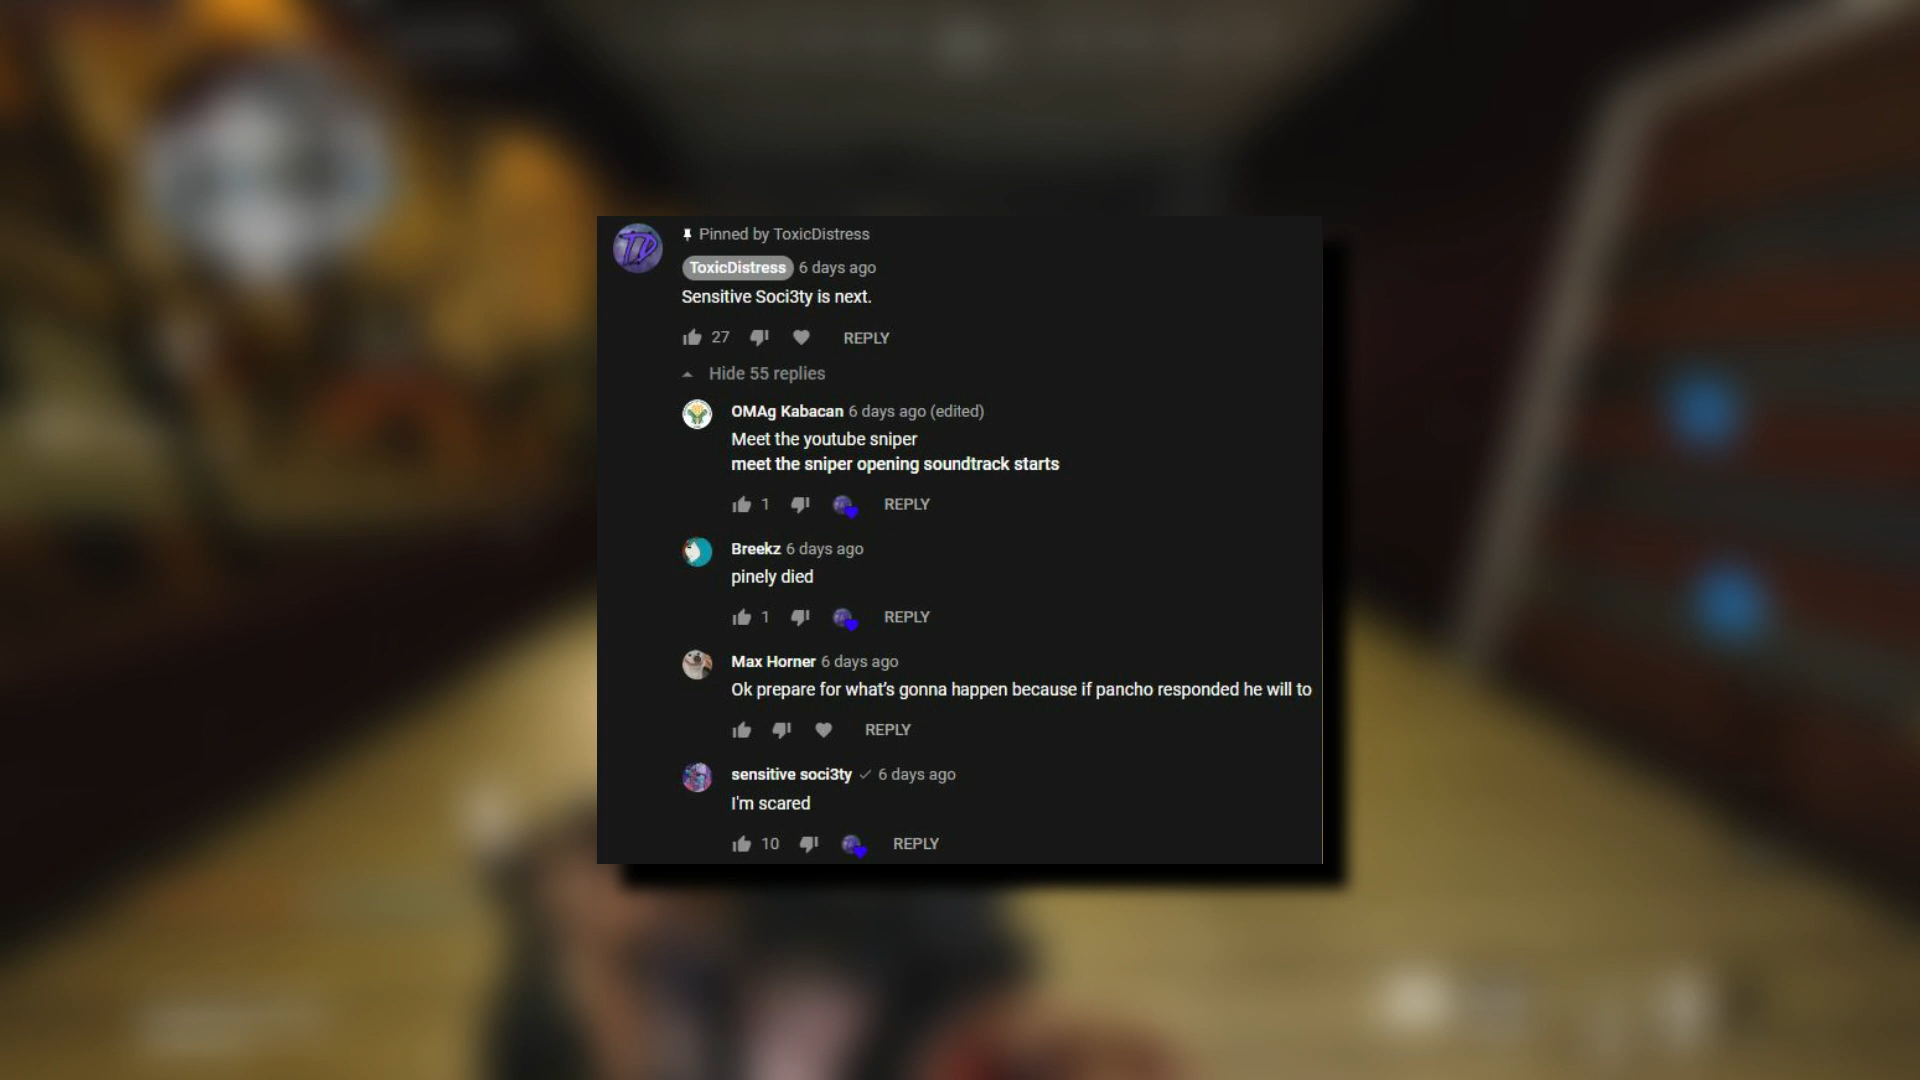 Pinned by ToxicDistress
ToxicDistress 6 days ago
Sensitive Soci3ty is next.
27 REPLY
Hide 55 replies
OMAg Kabacan 6 days ago (edited)
Meet the youtube sniper
meet the sniper opening soundtrack starts
1 REPLY
Breekz 6 days ago
pinely died
1 REPLY
Max Horner 6 days ago
Ok prepare for what's gonna happen because if pancho responded he will to
REPLY
sensitive soci3ty 6 days ago
I'm scared
10 REPLY